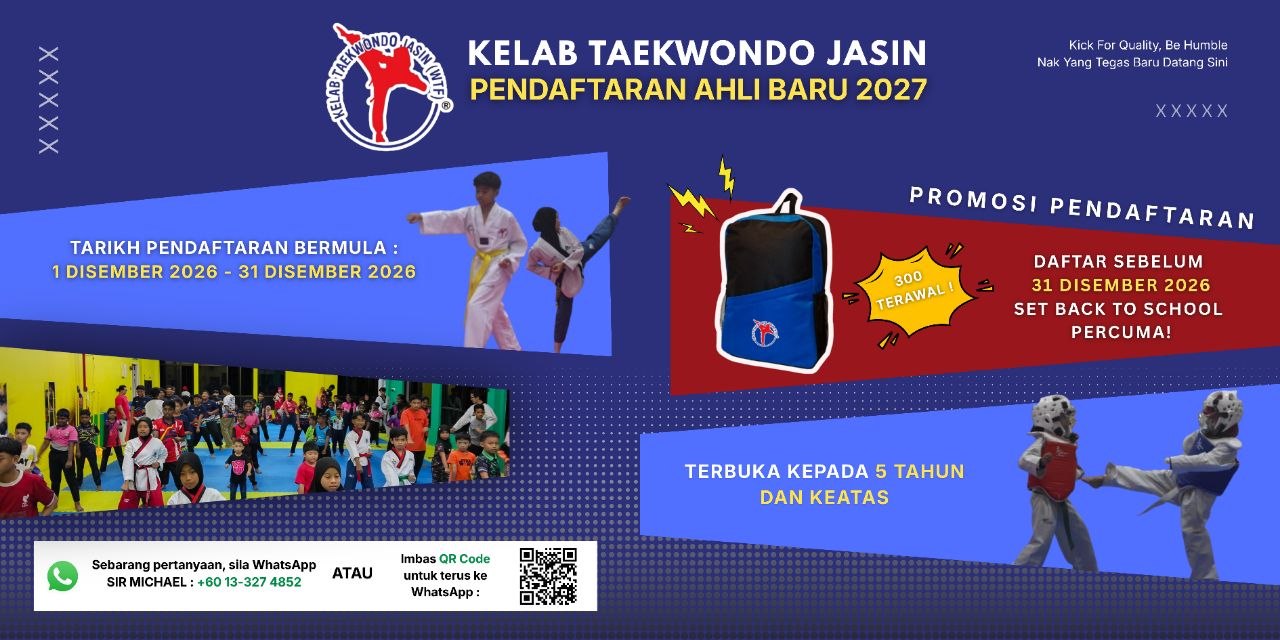 KELAB TAEKWONDO JASIN (WTF)
®
KELAB TAEKWONDO JASIN
PENDAFTARAN AHLI BARU 2027
Kick For Quality, Be Humble
Nak Yang Tegas Baru Datang Sini
X X X X X
X X X X X
TARIKH PENDAFTARAN BERMULA :
1 DISEMBER 2026 - 31 DISEMBER 2026
PROMOSI PENDAFTARAN
300
TERAWAL !
DAFTAR SEBELUM
31 DISEMBER 2026
SET BACK TO SCHOOL
PERCUMA!
TERBUKA KEPADA 5 TAHUN
DAN KEATAS
Sebarang pertanyaan, sila WhatsApp
SIR MICHAEL : +60 13-327 4852
ATAU
Imbas QR Code
untuk terus ke
WhatsApp :